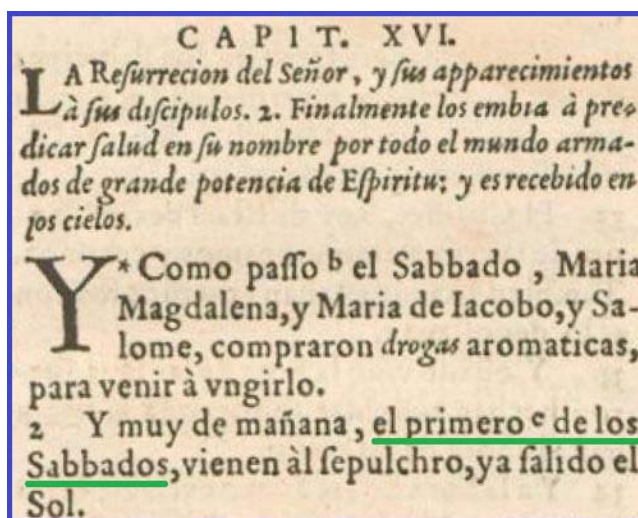 CAPIT. XVI.
LA Resurrecion del Señor, y sus apparecimientos
à sus discipulos. 2. Finalmente los embia à pre-
dicar salud en su nombre por todo el mundo arma-
dos de grande potencia de Espiritu: y es recebido en
los cielos.
Y * Como passo b el Sabbado, Maria
Magdalena, y Maria de Iacobo, y Sa-
lome, compraron drogas aromaticas,
para venir à vngirlo.
2 Y muy de mañana, el primero c de los
Sabbados, vienen àl sepulchro, ya salido el
Sol.